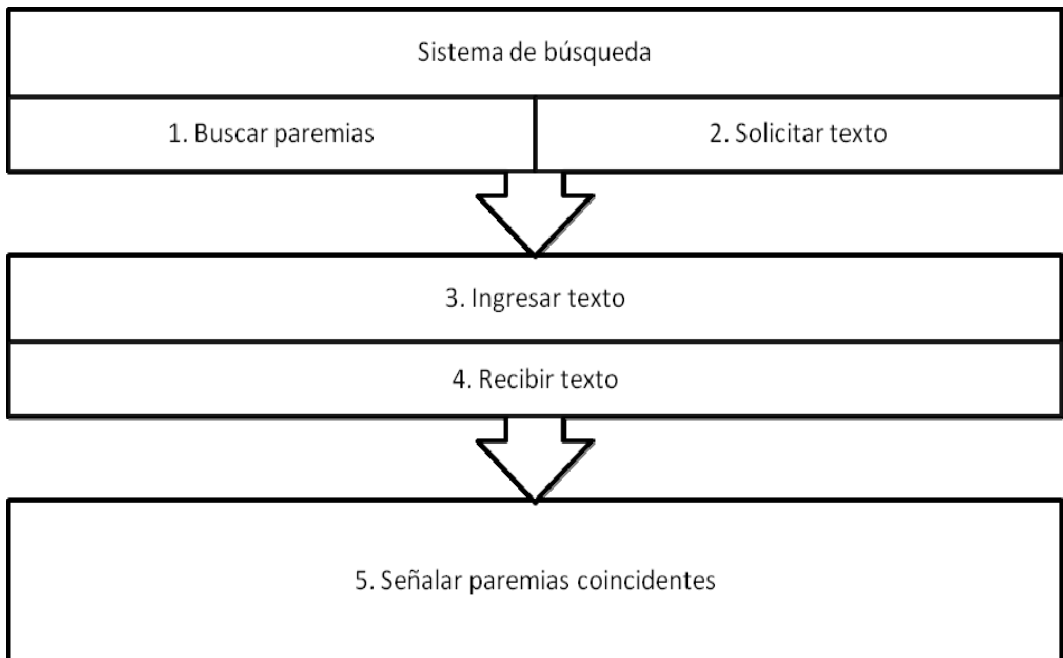 Sistema de búsqueda
1. Buscar paremias
2. Solicitar texto
3. Ingresar texto
4. Recibir texto
5. Señalar paremias coincidentes